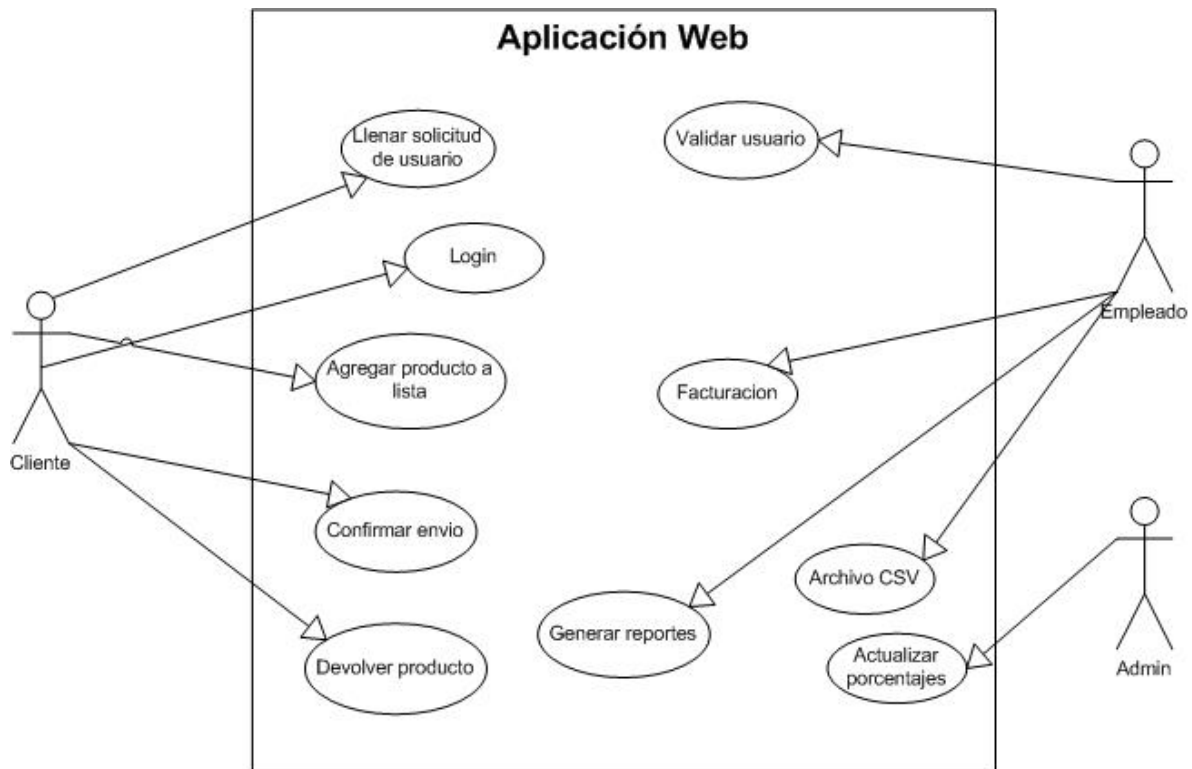 Aplicación Web
Llenar solicitud
de usuario
Validar usuario
Login
Empleado
Agregar producto a
lista
Facturacion
Cliente
Confirmar envio
Archivo CSV
Generar reportes
Devolver producto
Actualizar
porcentajes
Admin